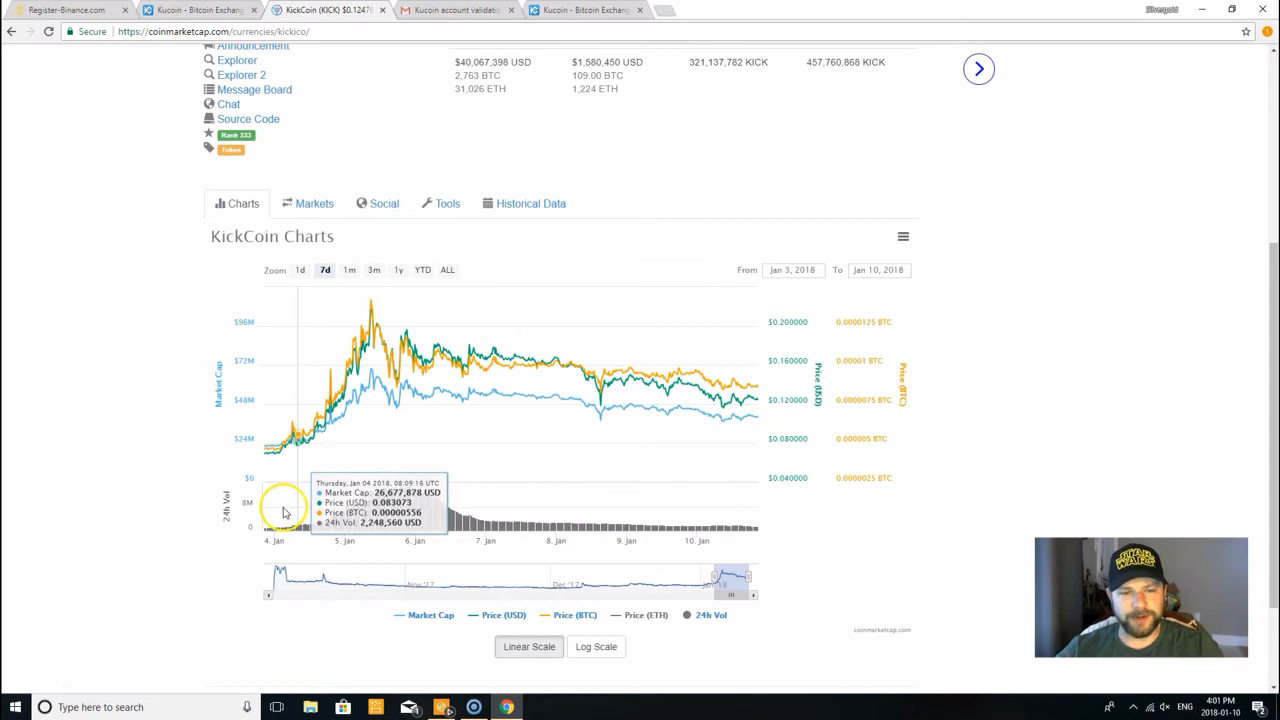 Register-Binance.com
Kucoin - Bitcoin Exchang
KickCoin (KICK) $0.12476
Kucoin account validatio
Kucoin - Bitcoin Exchang
Silvergold
Secure
https://coinmarketcap.com/currencies/kickico/
Announcement
Explorer
Explorer 2
Message Board
Chat
Source Code
Rank 333
Token
$40,067,398 USD
2,763 BTC
31,026 ETH
$1,580,450 USD
109.00 BTC
1,224 ETH
321,137,782 KICK
457,760,868 KICK
Charts
Markets
Social
Tools
Historical Data
KickCoin Charts
Zoom 1d 7d 1m 3m 1y YTD ALL
From Jan 3, 2018 To Jan 10, 2018
$96M
$72M
$48M
$24M
$0
Market Cap
8M
0
24h Vol
$0.200000
$0.160000
$0.120000
$0.080000
$0.040000
Price (USD)
0.0000125 BTC
0.00001 BTC
0.0000075 BTC
0.000005 BTC
0.0000025 BTC
Price (BTC)
Thursday, Jan 04 2018, 08:09:16 UTC
Market Cap: 26,677,878 USD
Price (USD): 0.083073
Price (BTC): 0.00000556
24h Vol: 2,248,560 USD
4. Jan 5. Jan 6. Jan 7. Jan 8. Jan 9. Jan 10. Jan
Nov '17 Dec '17 Jan '18
Market Cap Price (USD) Price (BTC) Price (ETH) 24h Vol
coinmarketcap.com
Linear Scale Log Scale
Type here to search
ENG
4:01 PM
2018-01-10